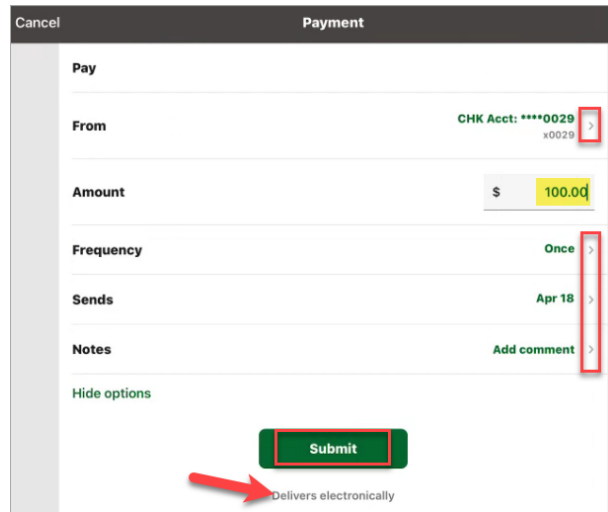 Cancel Payment
Pay
From CHK Acct: ****0029
x0029
Amount $ 100.00
Frequency Once
Sends Apr 18
Notes Add comment
Hide options
Submit
Delivers electronically